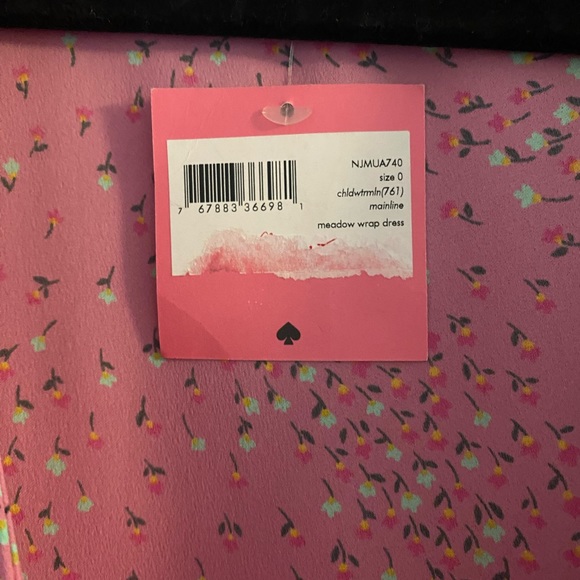 NJMUA740
size 0
chldwtrmln(761)
mainline
meadow wrap dress
7 67883 36698 1